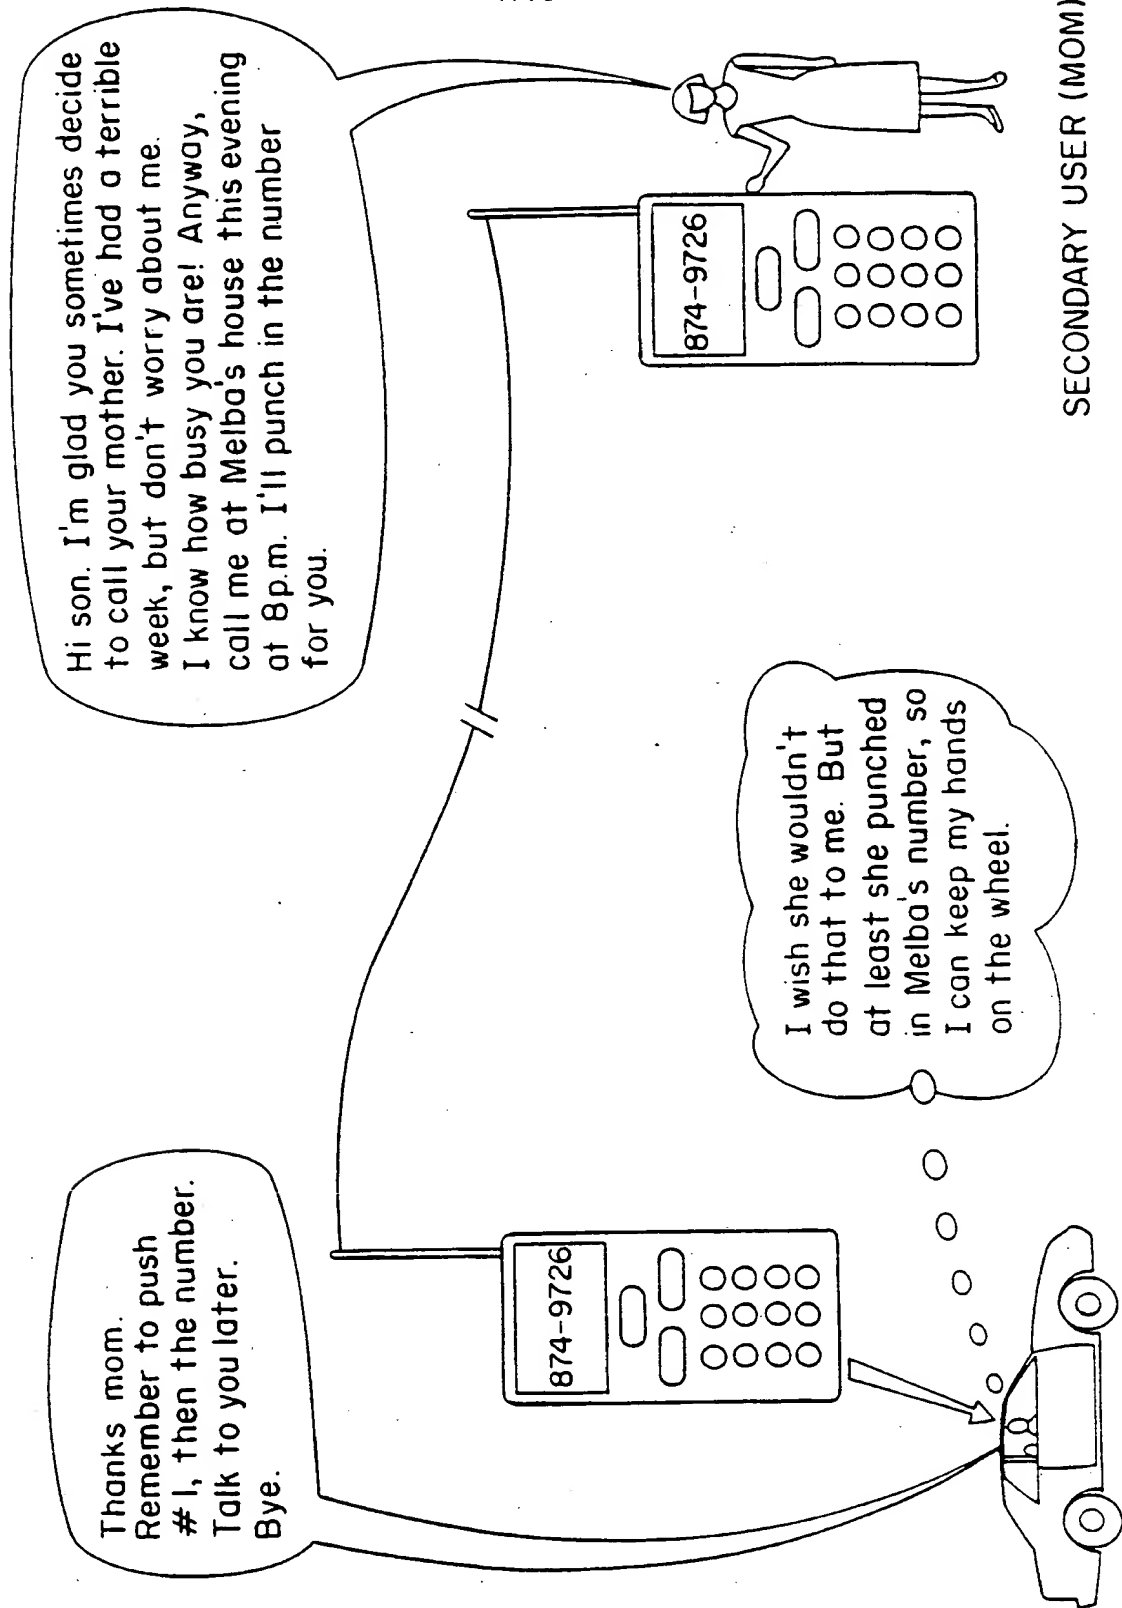 Thanks mom.
Remember to push
#1, then the number.
Talk to you later.
Bye.
Hi son. I'm glad you sometimes decide
to call your mother. I've had a terrible
week, but don't worry about me.
I know how busy you are! Anyway,
call me at Melba's house this evening
at 8p.m. I'll punch in the number
for you.
874-9726
874-9726
I wish she wouldn't
do that to me. But
at least she punched
in Melba's number, so
I can keep my hands
on the wheel.
SECONDARY USER (MOM)